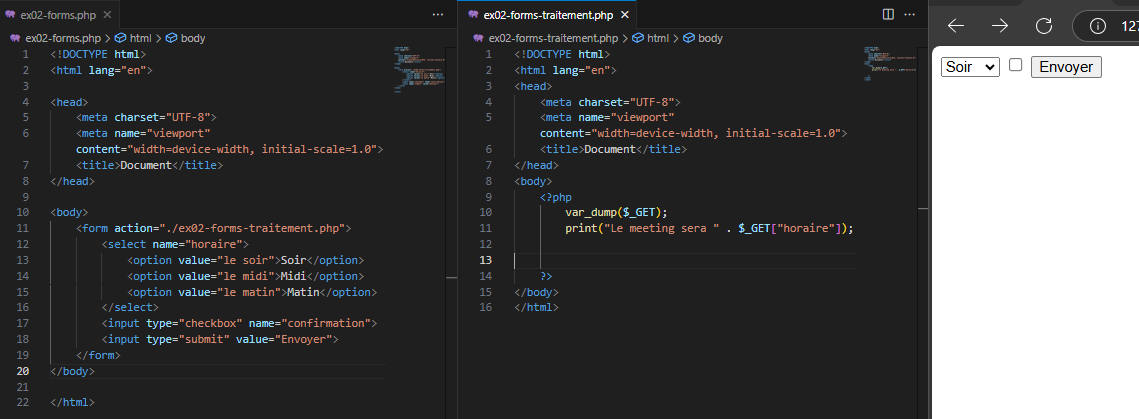 ex02-forms.php ×
ex02-forms.php > html > body
1 <!DOCTYPE html>
2 <html lang="en">
3
4 <head>
5 <meta charset="UTF-8">
6 <meta name="viewport"
content="width=device-width, initial-scale=1.0">
7 <title>Document</title>
8 </head>
9
10 <body>
11 <form action="./ex02-forms-traitement.php">
12 <select name="horaire">
13 <option value="le soir">Soir</option>
14 <option value="le midi">Midi</option>
15 <option value="le matin">Matin</option>
16 </select>
17 <input type="checkbox" name="confirmation">
18 <input type="submit" value="Envoyer">
19 </form>
20 </body>
21
22 </html>
ex02-forms-traitement.php ×
ex02-forms-traitement.php > html > body
1 <!DOCTYPE html>
2 <html lang="en">
3 <head>
4 <meta charset="UTF-8">
5 <meta name="viewport"
content="width=device-width, initial-scale=1.0">
6 <title>Document</title>
7 </head>
8 <body>
9 <?php
10 var_dump($_GET);
11 print("Le meeting sera " . $_GET["horaire"]);
12
13
14 ?>
15 </body>
16 </html>
127
Soir
Envoyer